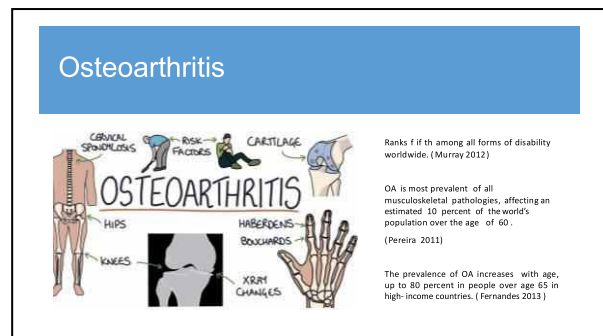 Osteoarthritis
CERVICAL
SPONDYLOSIS
RISK
FACTORS
CARTILAGE
OSTEOARTHRITIS
HIPS
HABERDENS
BOUCHARDS
KNEES
XRAY
CHANGES
Ranks f if th among all forms of disability
worldwide. ( Murray 2012 )
OA is most prevalent of all
musculoskeletal pathologies, affecting an
estimated 10 percent of the world's
population over the age of 60 .
(Pereira 2011)
The prevalence of OA increases with age,
up to 80 percent in people over age 65 in
high- income countries. ( Fernandes 2013 )